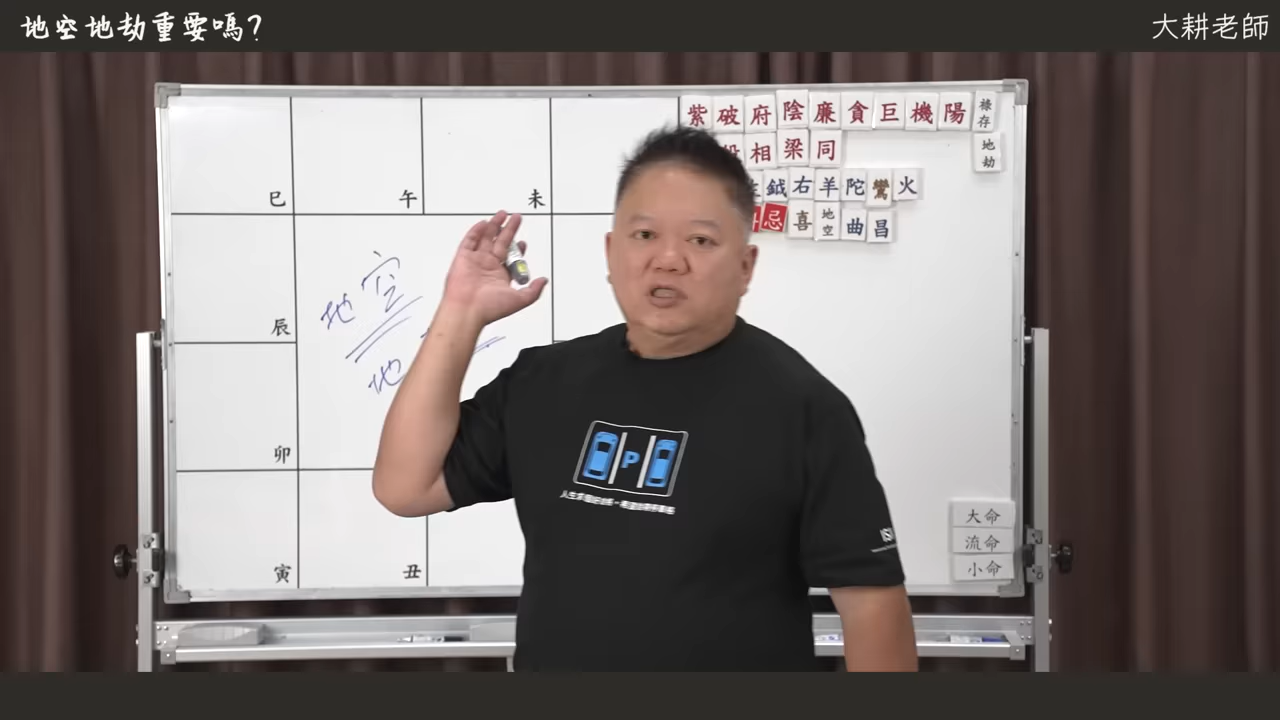 地空地劫重要嗎?
大耕老師
紫破府陰廉貪巨機陽
祿存
相梁同
地劫
鉞右羊陀鸞火
忌喜地空曲昌
巳
午
未
地空
辰
地
卯
P
寅
丑
大命
流命
小命